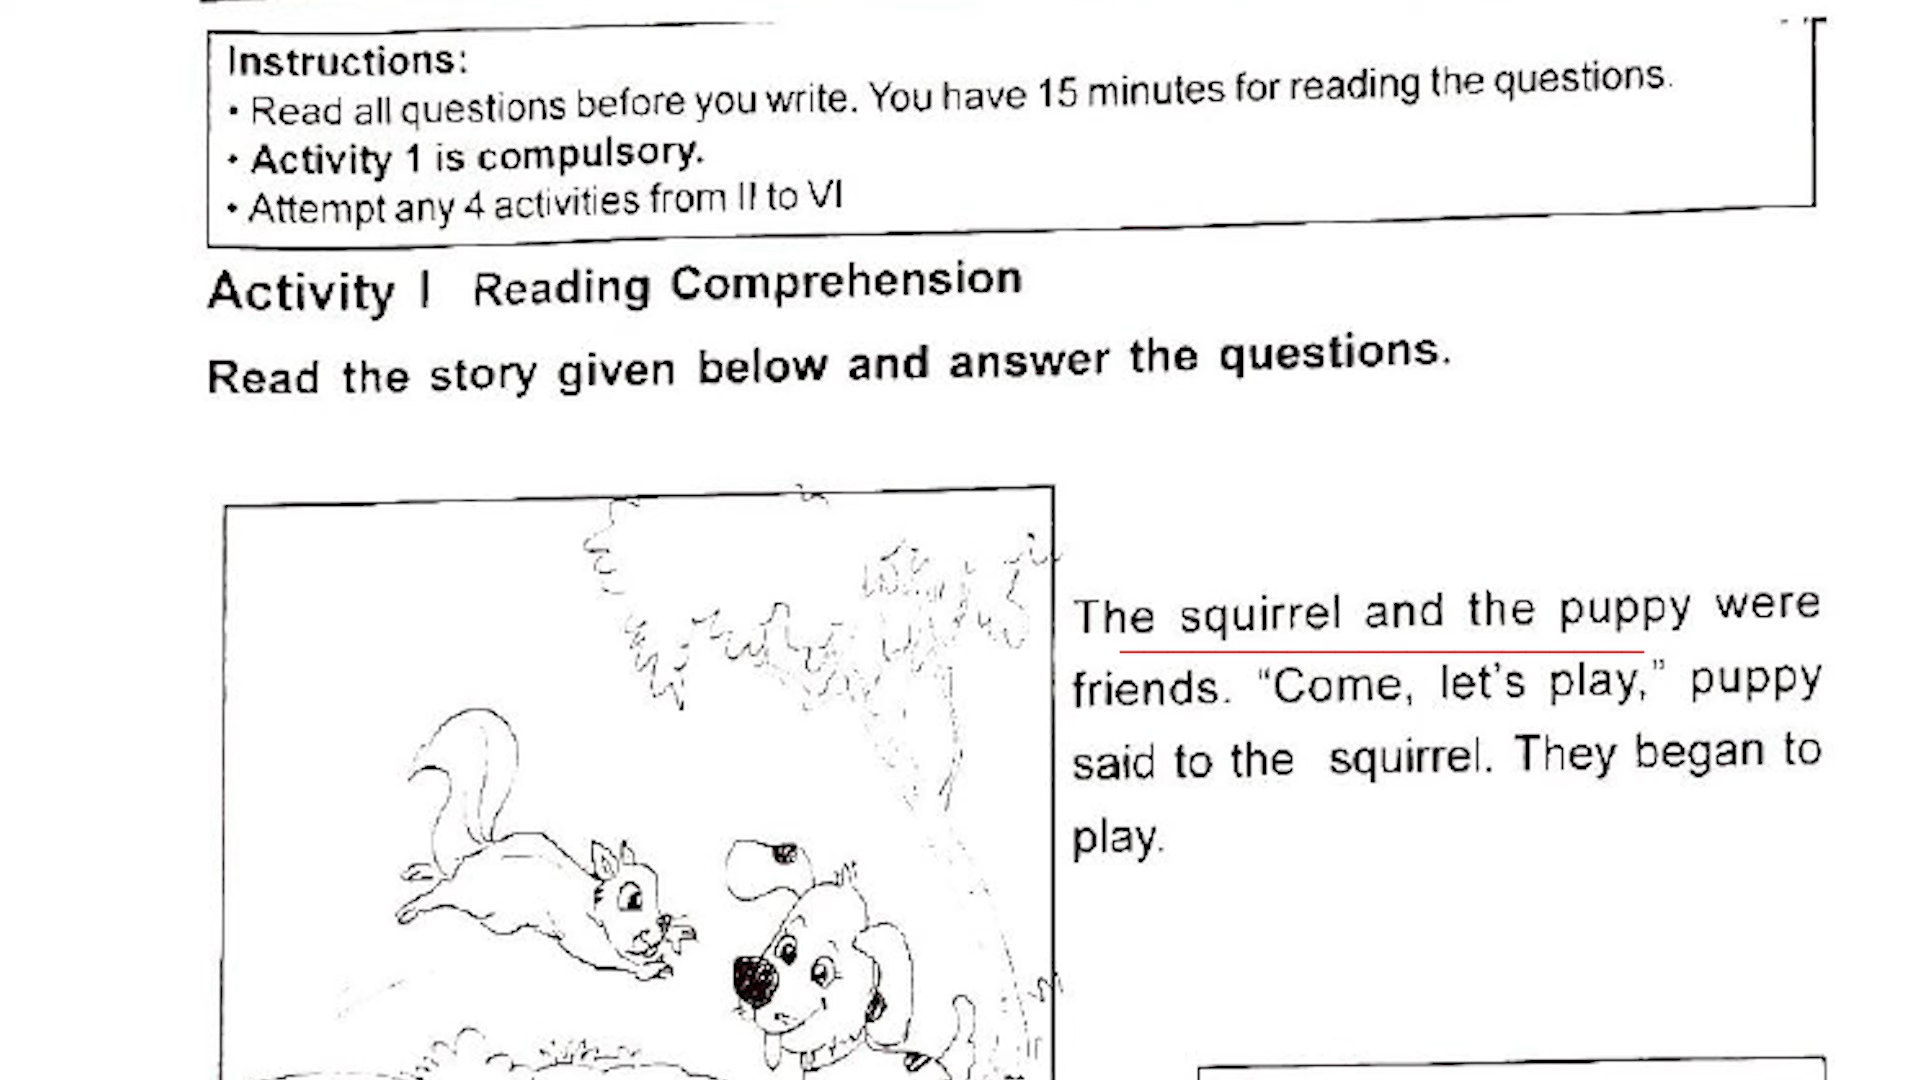 Instructions:
• Read all questions before you write. You have 15 minutes for reading the questions.
• Activity 1 is compulsory.
• Attempt any 4 activities from II to VI
Activity I Reading Comprehension
Read the story given below and answer the questions.
The squirrel and the puppy were
friends. “Come, let’s play,” puppy
said to the squirrel. They began to
play.